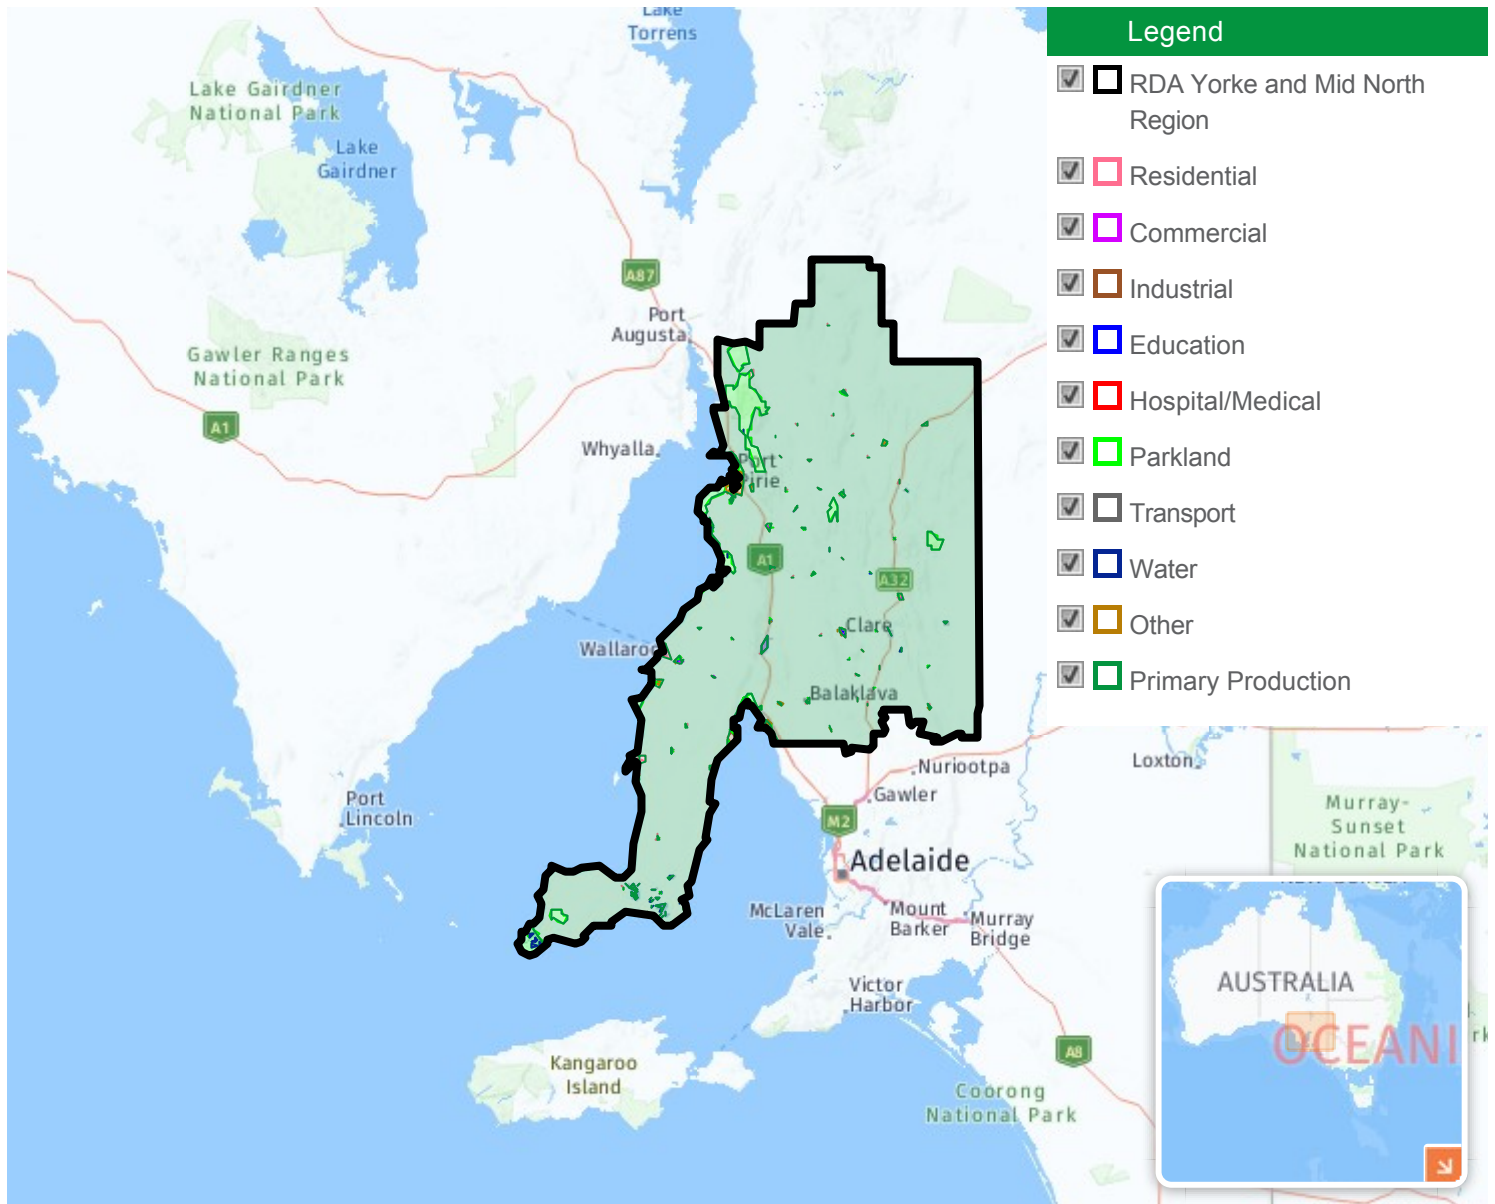 Lake
Torrens
Lake Gairdner
National Park
Lake
Gairdner
A87
Port
Augusta
Gawler Ranges
National Park
A1
Whyalla
Port
Pirie
A1
A32
Clare
Wallaroo
Balaklava
Nuriootpa
Gawler
Port
Lincoln
M2
Adelaide
McLaren
Vale
Mount
Barker
Murray
Bridge
Victor
Harbor
Kangaroo
Island
A8
Coorong
National Park
Loxton
Murray-
Sunset
National Park
Legend
RDA Yorke and Mid North
Region
Residential
Commercial
Industrial
Education
Hospital/Medical
Parkland
Transport
Water
Other
Primary Production
AUSTRALIA
OCEANI